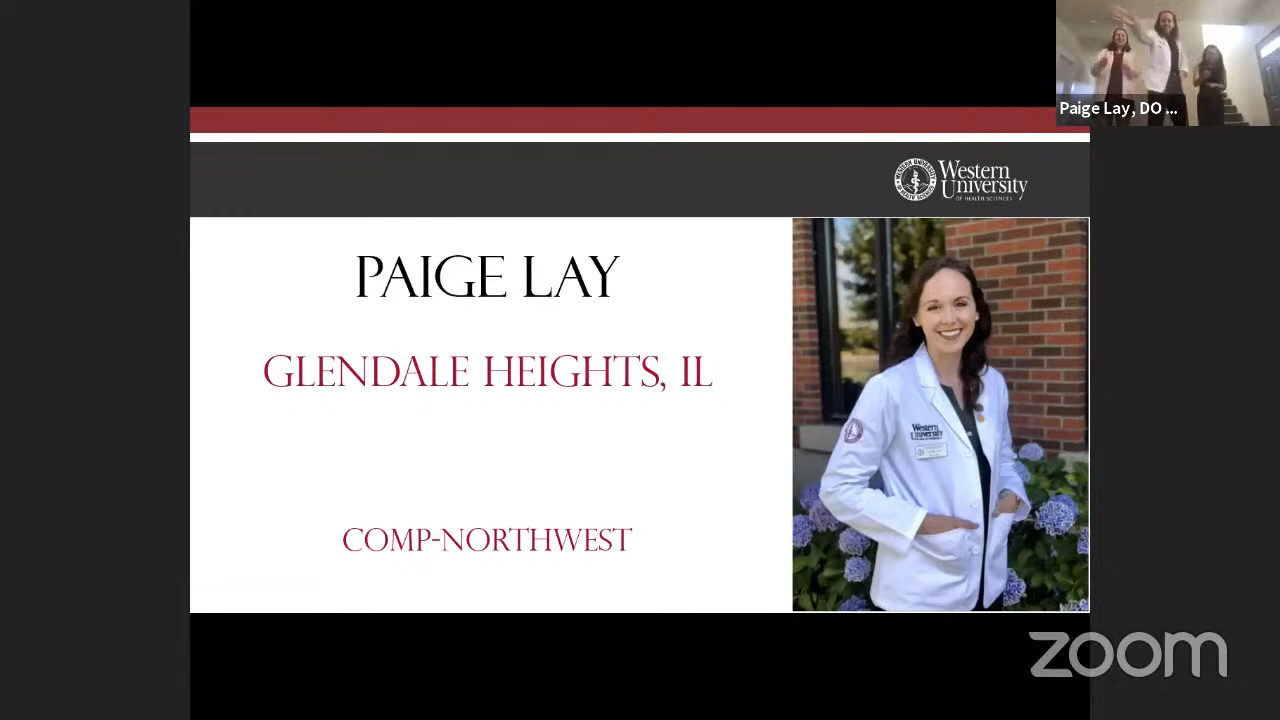 Paige Lay, DO ...
Western
University
OF HEALTH SCIENCES
PAIGE LAY
GLENDALE HEIGHTS, IL
Western
University
COMP-NORTHWEST
zoom